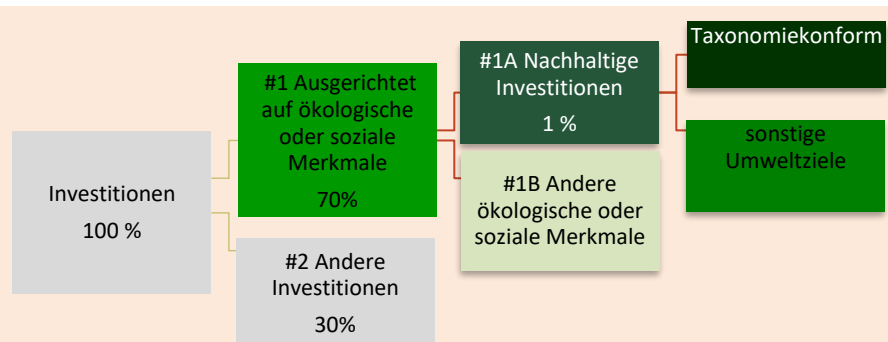 Investitionen
100 %
#1 Ausgerichtet
auf ökologische
oder soziale
Merkmale
70%
#2 Andere
Investitionen
30%
#1A Nachhaltige
Investitionen
1 %
#1B Andere
ökologische oder
soziale Merkmale
Taxonomiekonform
sonstige
Umweltziele